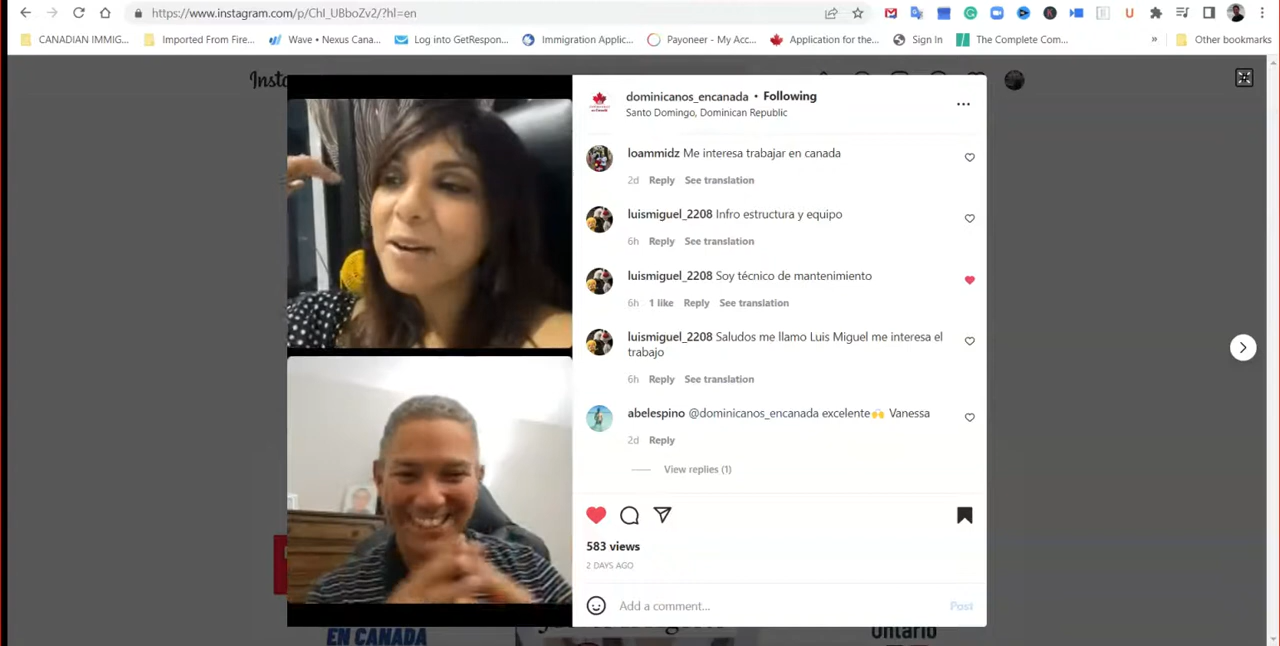 https://www.instagram.com/p/ChI_UBboZv2/?hl=en
CANADIAN IMMIG...
Imported From Fire...
Wave • Nexus Cana...
Log into GetRespon...
Immigration Applic...
Payoneer - My Acc...
Application for the...
Sign In
The Complete Com...
»
Other bookmarks
Insta
dominicanos_encanada • Following
Santo Domingo, Dominican Republic
loammidz Me interesa trabajar en canada
2d Reply See translation
luismiguel_2208 Infro estructura y equipo
6h Reply See translation
luismiguel_2208 Soy técnico de mantenimiento
6h 1 like Reply See translation
luismiguel_2208 Saludos me llamo Luis Miguel me interesa el
trabajo
6h Reply See translation
abelespino @dominicanos_encanada excelente🙌 Vanessa
2d Reply
View replies (1)
583 views
2 DAYS AGO
Add a comment...
Post
EN CANADA
Ontario